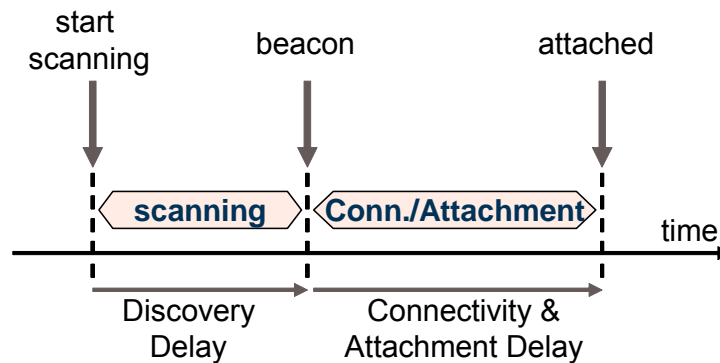 start
scanning
beacon
attached
scanning
Conn./Attachment
time
Discovery
Delay
Connectivity &
Attachment Delay